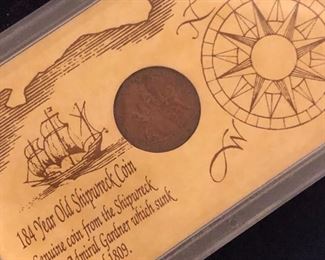 184 Year Old Shipwreck Coin
Genuine coin from the Shipwreck
Admiral Gardner which sunk
1809.